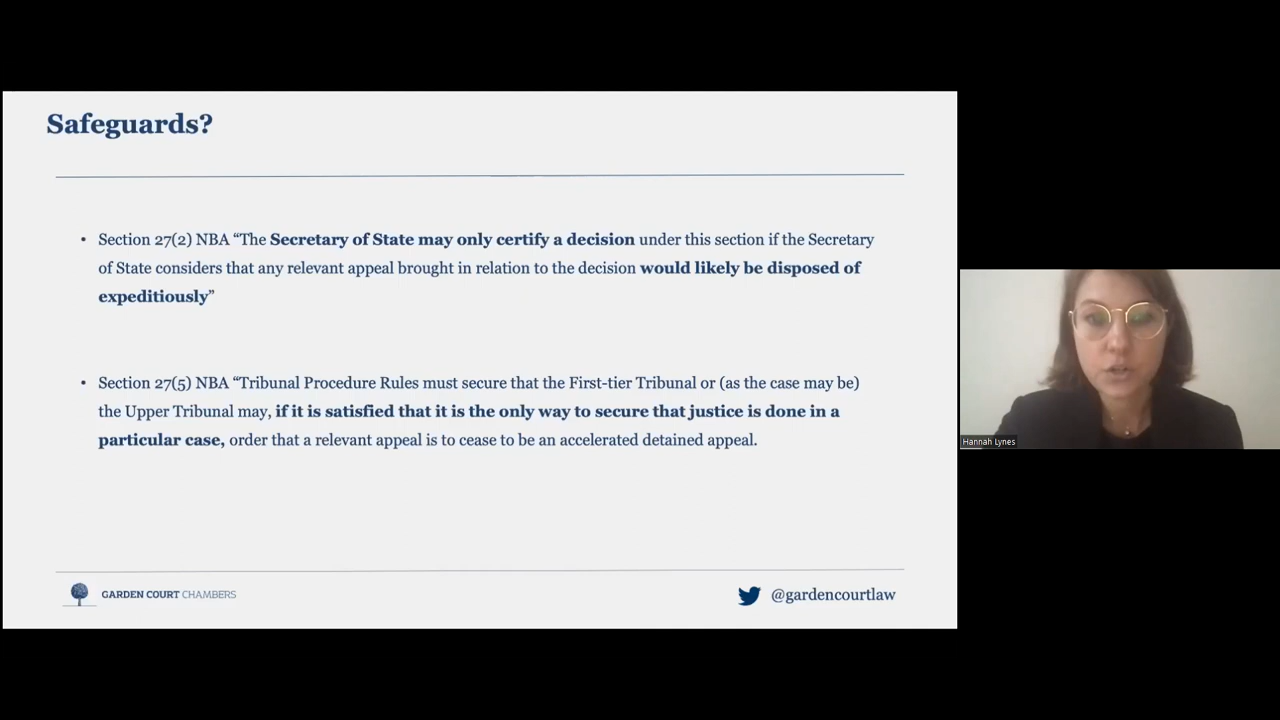 Safeguards?
• Section 27(2) NBA “The Secretary of State may only certify a decision under this section if the Secretary
of State considers that any relevant appeal brought in relation to the decision would likely be disposed of
expeditiously”
• Section 27(5) NBA “Tribunal Procedure Rules must secure that the First-tier Tribunal or (as the case may be)
the Upper Tribunal may, if it is satisfied that it is the only way to secure that justice is done in a
particular case, order that a relevant appeal is to cease to be an accelerated detained appeal.
GARDEN COURT CHAMBERS
@gardencourtlaw
Hannah Lynes